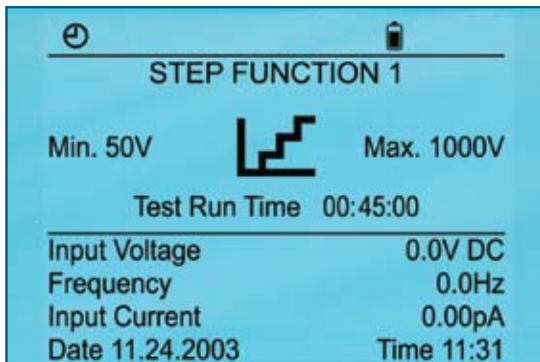 STEP FUNCTION 1
Min. 50V Max. 1000V
Test Run Time 00:45:00
Input Voltage 0.0V DC
Frequency 0.0Hz
Input Current 0.00pA
Date 11.24.2003 Time 11:31